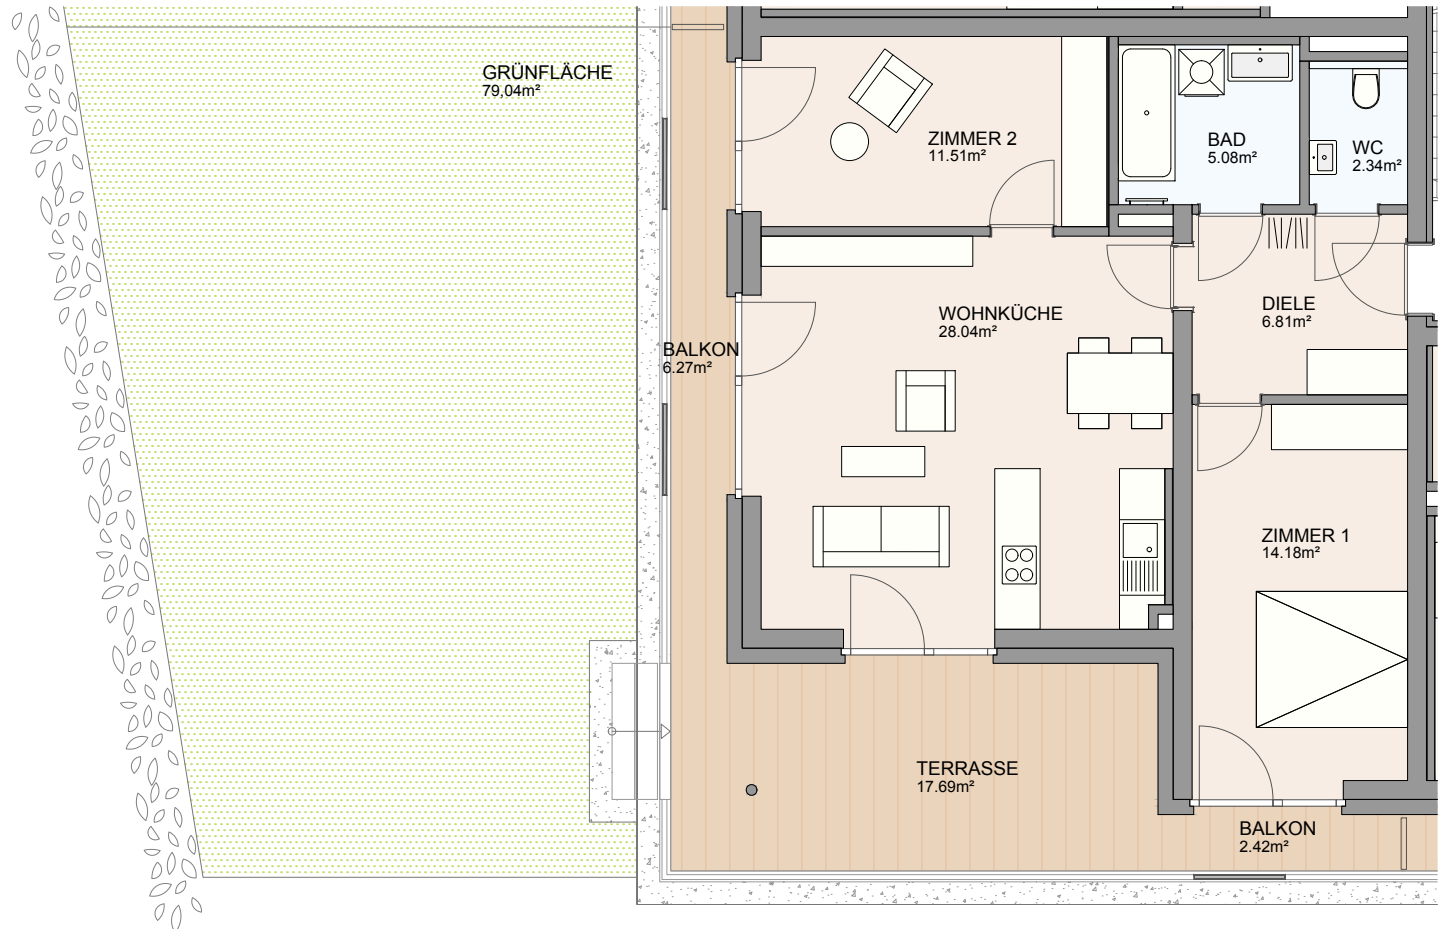 GRÜNFLÄCHE
79,04m²
ZIMMER 2
11.51m²
BAD
5.08m²
WC
2.34m²
WOHNKÜCHE
28.04m²
DIELE
6.81m²
BALKON
6.27m²
ZIMMER 1
14.18m²
TERRASSE
17.69m²
BALKON
2.42m²